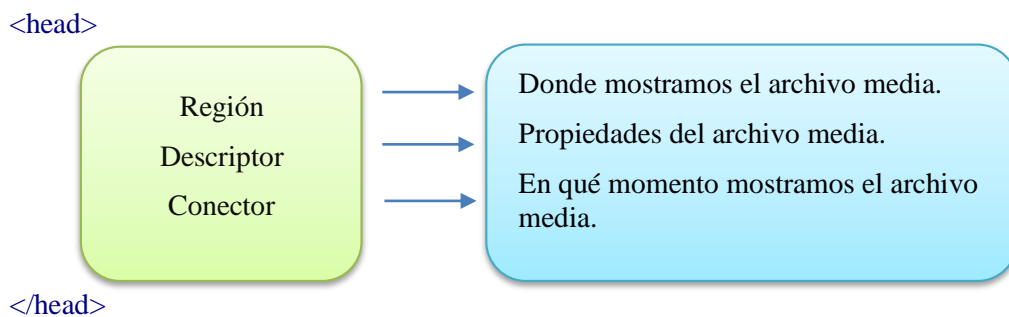 <head>
Región
Descriptor
Conector
Donde mostramos el archivo media.
Propiedades del archivo media.
En qué momento mostramos el archivo
media.
</head>